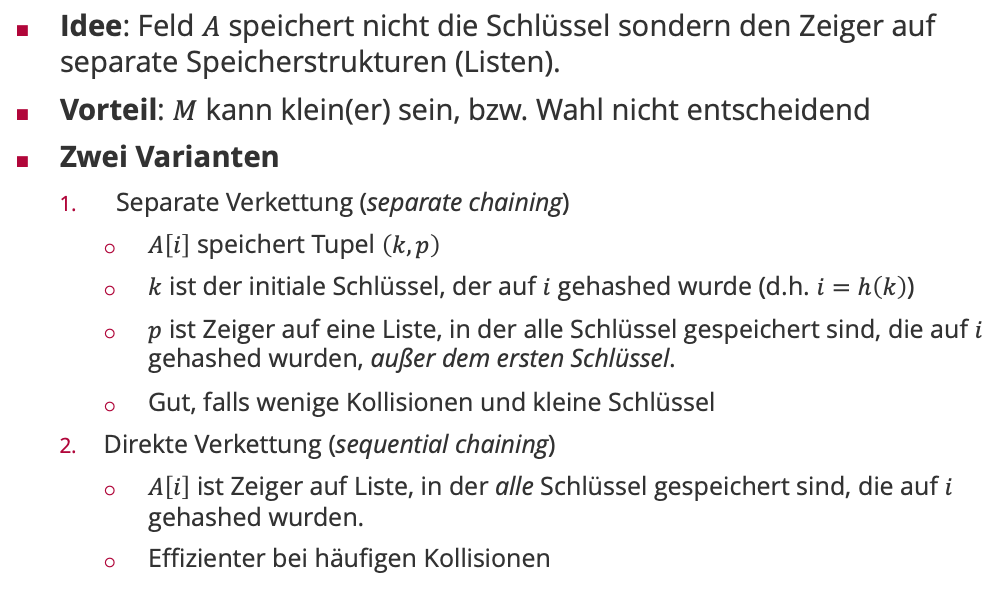 ▪ Idee: Feld A speichert nicht die Schlüssel sondern den Zeiger auf
separate Speicherstrukturen (Listen).
▪ Vorteil: M kann klein(er) sein, bzw. Wahl nicht entscheidend
▪ Zwei Varianten
1. Separate Verkettung (separate chaining)
○ A[i] speichert Tupel (k,p)
○ k ist der initiale Schlüssel, der auf i gehashed wurde (d.h. i = h(k))
○ p ist Zeiger auf eine Liste, in der alle Schlüssel gespeichert sind, die auf i
gehashed wurden, außer dem ersten Schlüssel.
○ Gut, falls wenige Kollisionen und kleine Schlüssel
2. Direkte Verkettung (sequential chaining)
○ A[i] ist Zeiger auf Liste, in der alle Schlüssel gespeichert sind, die auf i
gehashed wurden.
○ Effizienter bei häufigen Kollisionen